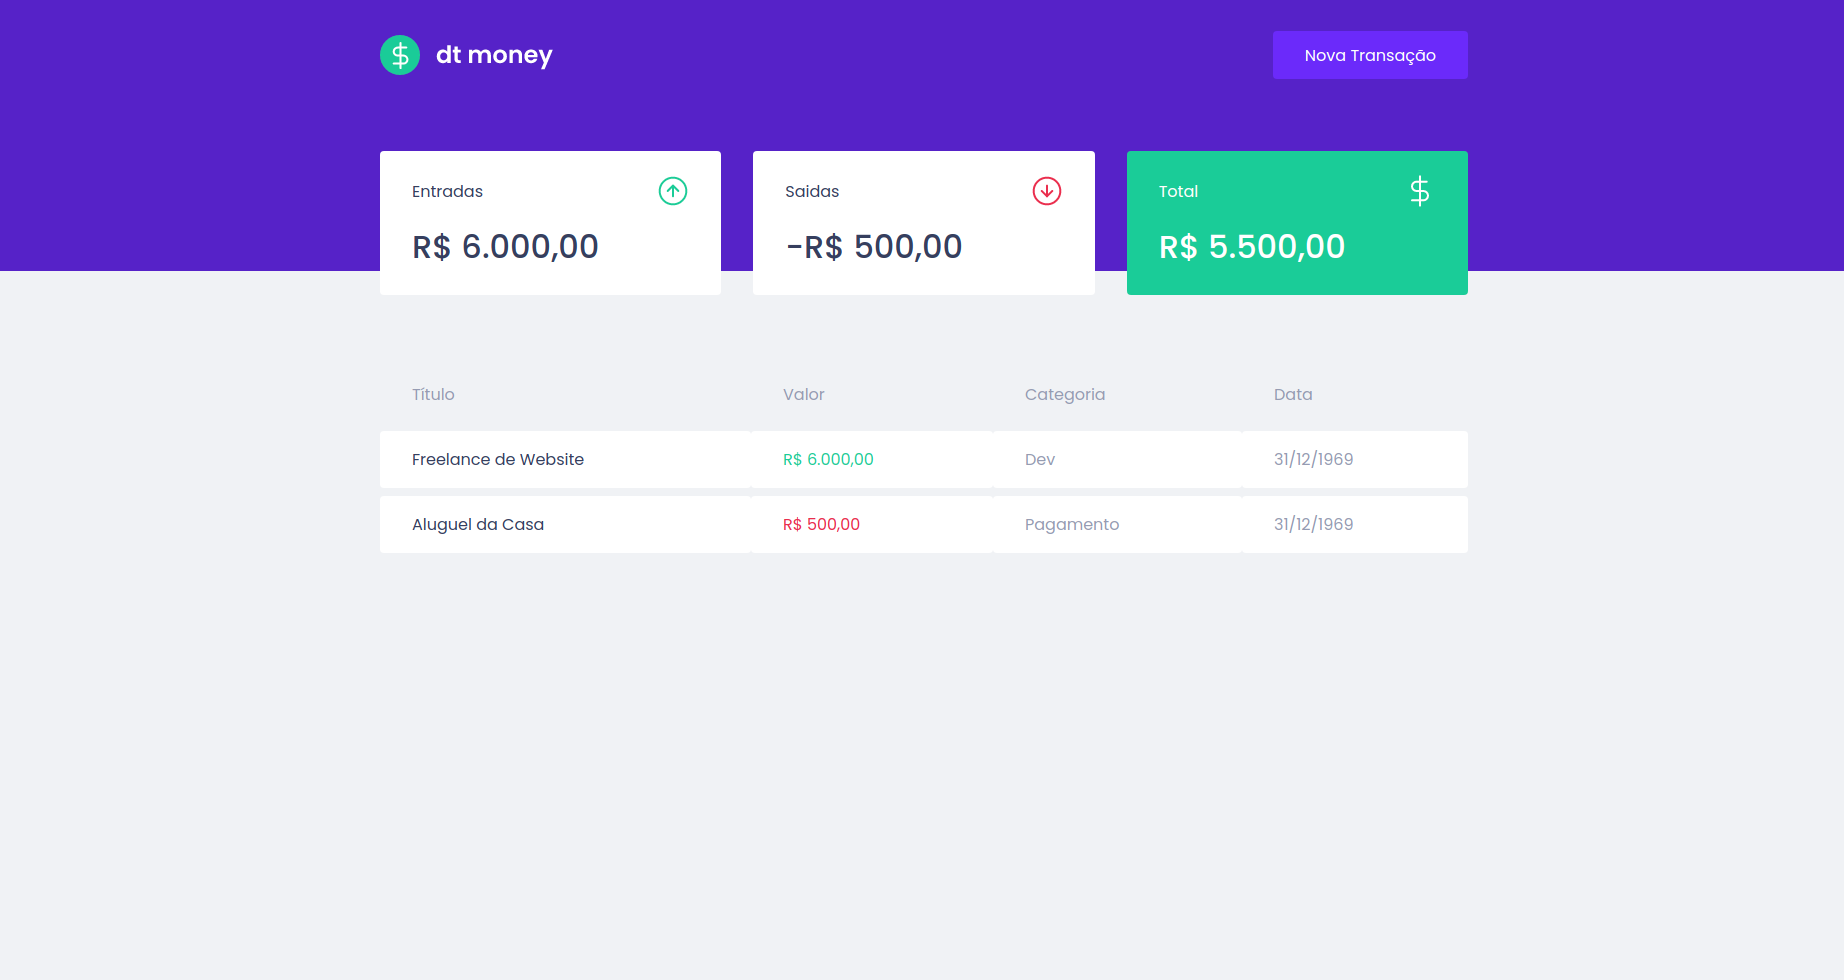 dt money
Nova Transação
Entradas
R$ 6.000,00
Saidas
-R$ 500,00
Total
R$ 5.500,00
Título Valor Categoria Data
Freelance de Website R$ 6.000,00 Dev 31/12/1969
Aluguel da Casa R$ 500,00 Pagamento 31/12/1969